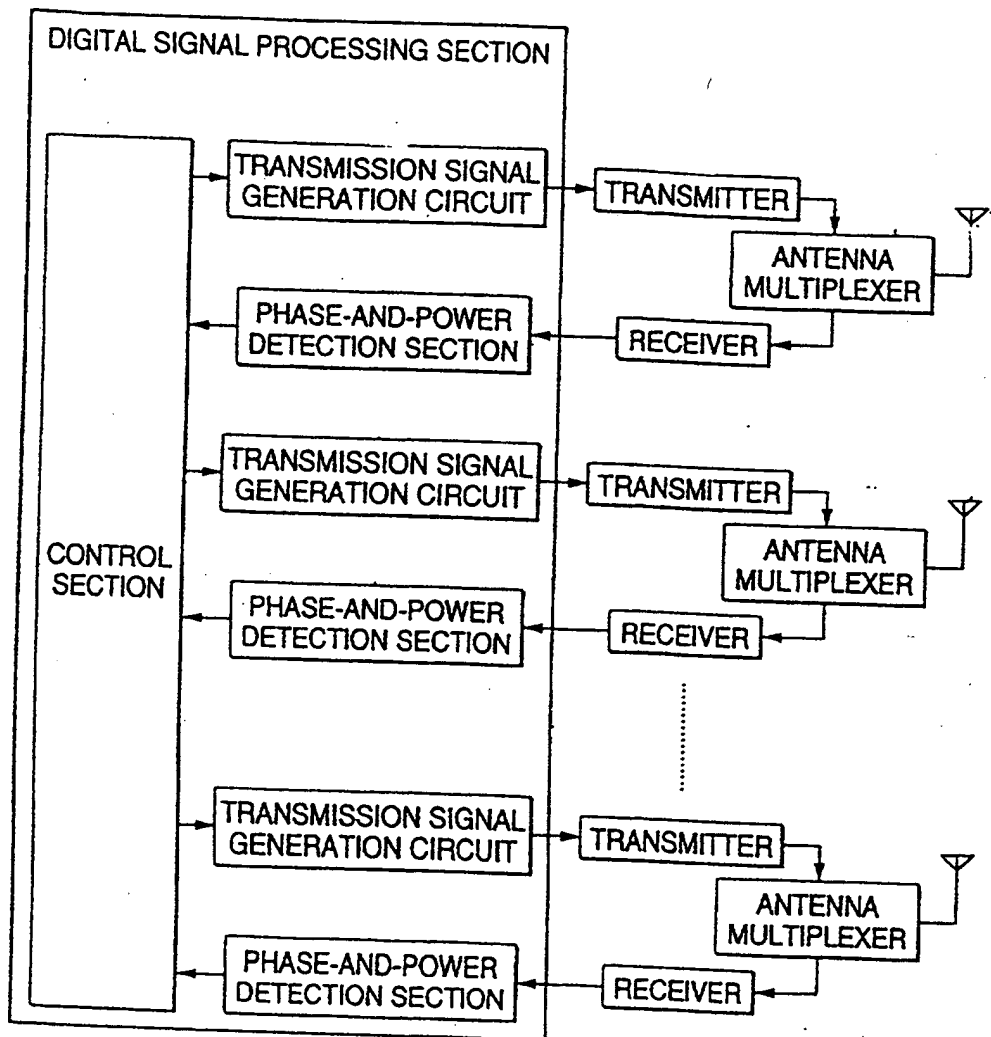 DIGITAL SIGNAL PROCESSING SECTION
TRANSMISSION SIGNAL
GENERATION CIRCUIT
TRANSMITTER
ANTENNA
MULTIPLEXER
PHASE-AND-POWER
DETECTION SECTION
RECEIVER
TRANSMISSION SIGNAL
GENERATION CIRCUIT
TRANSMITTER
ANTENNA
MULTIPLEXER
CONTROL
SECTION
PHASE-AND-POWER
DETECTION SECTION
RECEIVER
TRANSMISSION SIGNAL
GENERATION CIRCUIT
TRANSMITTER
ANTENNA
MULTIPLEXER
PHASE-AND-POWER
DETECTION SECTION
RECEIVER